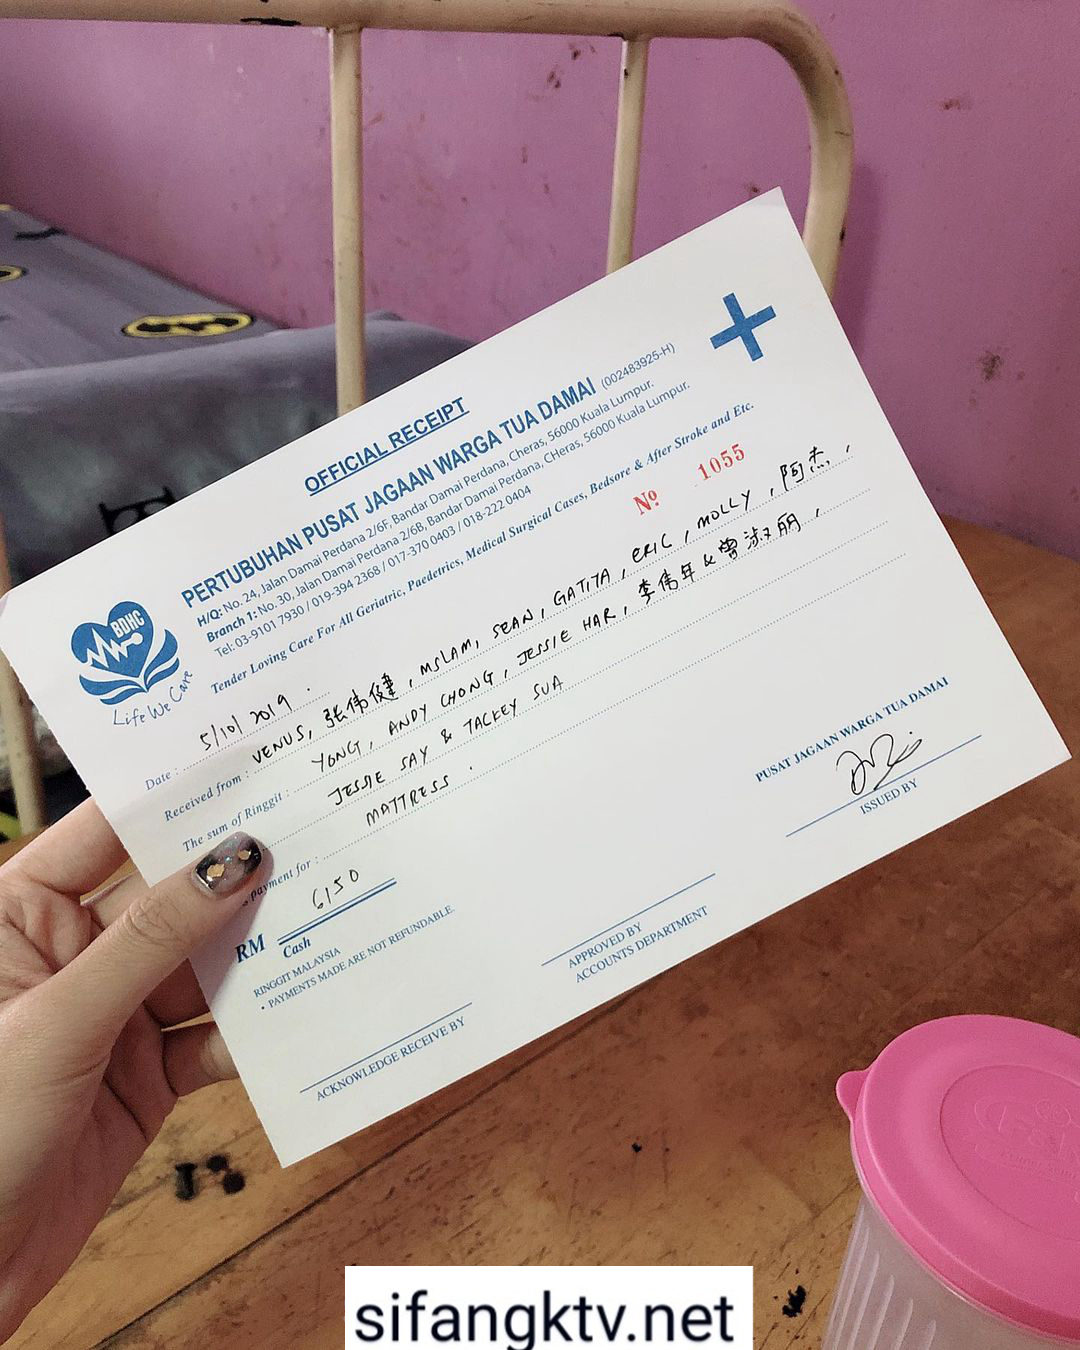 OFFICIAL RECEIPT
PERTUBUHAN PUSAT JAGAAN WARGA TUA DAMAI (002483925-H)
H/Q: No. 24, Jalan Damai Perdana 2/6F, Bandar Damai Perdana, Cheras, 56000 Kuala Lumpur.
Branch 1: No. 30, Jalan Damai Perdana 2/6B, Bandar Damai Perdana, CHeras, 56000 Kuala Lumpur.
Tel: 03-9101 7930 / 019-394 2368 / 017-370 0403 / 018-222 0404
Tender Loving Care For All Geriatric, Paedetrics, Medical Surgical Cases, Bedsore & After Stroke and Etc.
BDHC
Life We Care
Nº 1055
Date : 5/10/2019.
Received from : VENUS, 张伟健, MSLAM, SEAN, GATITA, ERIC, MOLLY, 阿杰,
The sum of Ringgit : YONG, ANDY CHONG, JESSIE HAR, 李伟年 & 曾淑丽,
JESSIE SAY & TACKEY SUA
payment for : MATTRESS.
RM 6150
Cash
RINGGIT MALAYSIA
• PAYMENTS MADE ARE NOT REFUNDABLE.
PUSAT JAGAAN WARGA TUA DAMAI
ISSUED BY
APPROVED BY
ACCOUNTS DEPARTMENT
ACKNOWLEDGE RECEIVE BY
sifangktv.net